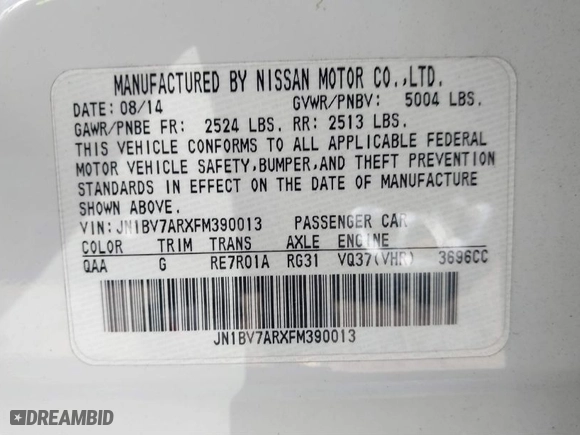 MANUFACTURED BY NISSAN MOTOR CO.,LTD.
DATE: 08/14 GVWR/PNBV: 5004 LBS.
GAWR/PNBE FR: 2524 LBS. RR: 2513 LBS.
THIS VEHICLE CONFORMS TO ALL APPLICABLE FEDERAL
MOTOR VEHICLE SAFETY,BUMPER,AND THEFT PREVENTION
STANDARDS IN EFFECT ON THE DATE OF MANUFACTURE
SHOWN ABOVE.
VIN:JN1BV7ARXFM390013 PASSENGER CAR
COLOR TRIM TRANS AXLE ENGINE
QAA G RE7R01A RG31 VQ37(VHR) 3696CC
JN1BV7ARXFM390013
DREAMBID